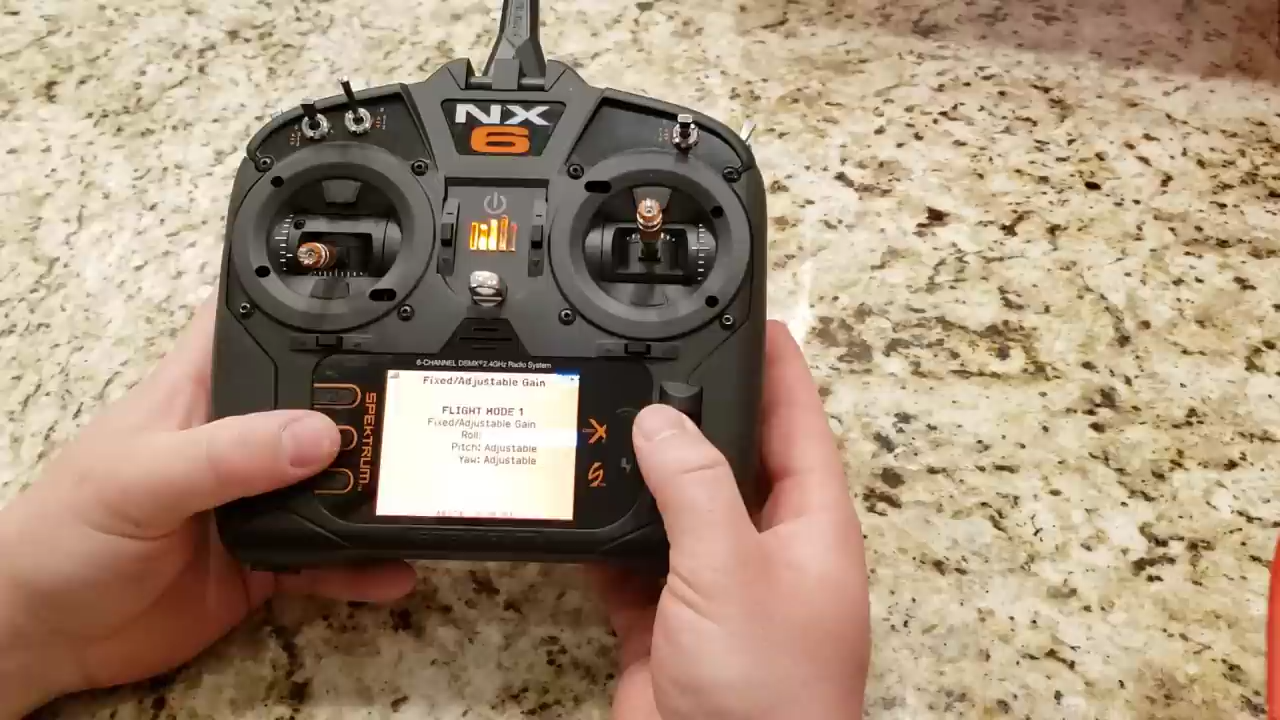 NX
6
6-CHANNEL DSMX® 2.4GHz Radio System
SPEKTRUM
Fixed/Adjustable Gain
FLIGHT MODE 1
Fixed/Adjustable Gain
Roll:
Pitch: Adjustable
Yaw: Adjustable